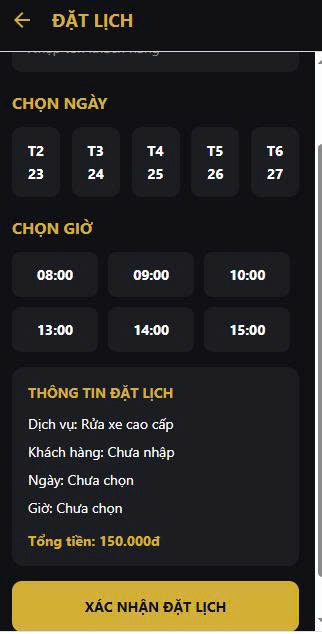 ĐẶT LỊCH
CHỌN NGÀY
T2 T3 T4 T5 T6
23 24 25 26 27
CHỌN GIỜ
08:00 09:00 10:00
13:00 14:00 15:00
THÔNG TIN ĐẶT LỊCH
Dịch vụ: Rửa xe cao cấp
Khách hàng: Chưa nhập
Ngày: Chưa chọn
Giờ: Chưa chọn
Tổng tiền: 150.000đ
XÁC NHẬN ĐẶT LỊCH